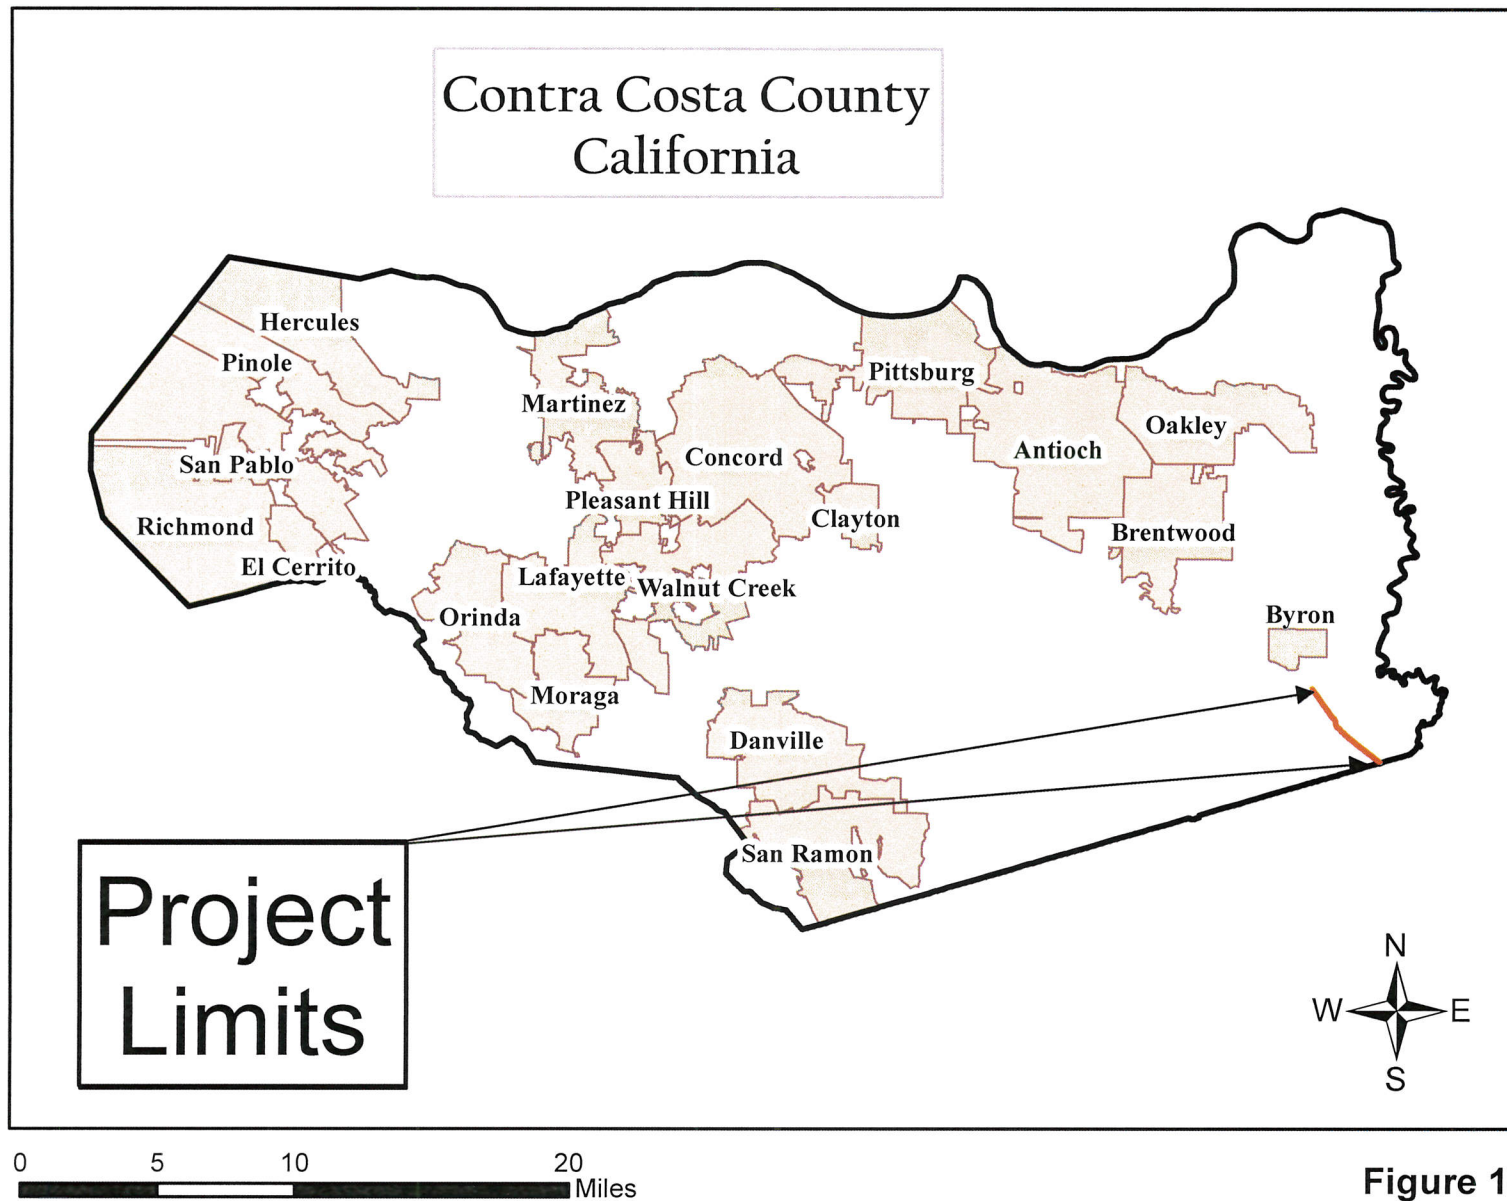 Contra Costa County
California
Hercules
Pinole
Martinez
Pittsburg
Oakley
Antioch
Concord
San Pablo
Pleasant Hill
Clayton
Richmond
Brentwood
El Cerrito
Lafayette
Walnut Creek
Orinda
Byron
Moraga
Danville
San Ramon
Project
Limits
N
W
E
S
0
5
10
20
Miles
Figure 1